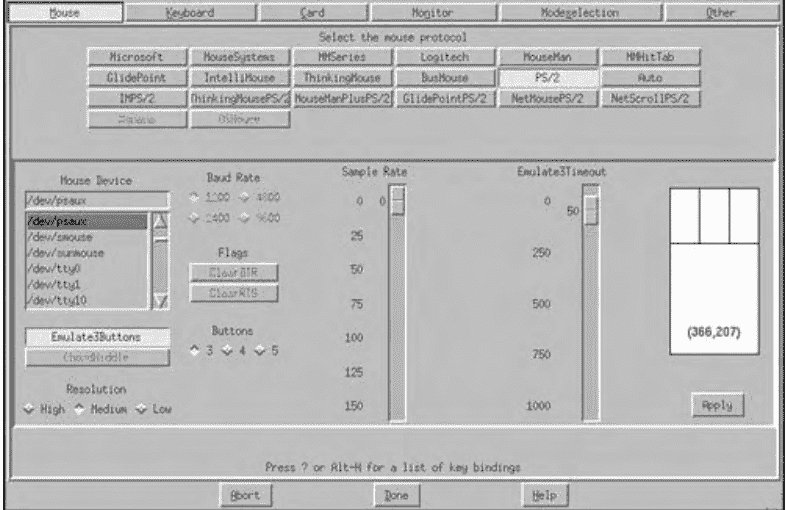 Mouse Keyboard Card Monitor Modeselection Other
Select the mouse protocol
Microsoft MouseSystems MMSeries Logitech MouseMan MMHitTab
GlidePoint IntelliMouse ThinkingMouse BusMouse PS/2 Auto
IMPS/2 ThinkingMousePS/2 MouseManPlusPS/2 GlidePointPS/2 NetMousePS/2 NetScrollPS/2
OSMouse
Mouse Device
/dev/psaux
/dev/psaux
/dev/smouse
/dev/sunmouse
/dev/tty0
/dev/tty1
/dev/tty10
Emulate3Buttons
ChordMiddle
Resolution
High Medium Low
Baud Rate
1200 4800
2400 9600
Flags
ClearDTR
ClearRTS
Buttons
3 4 5
Sample Rate
0 0
25
50
75
100
125
150
Emulate3Timeout
0 50
250
500
750
1000
(366,207)
Apply
Press ? or Alt-H for a list of key bindings
Abort Done Help